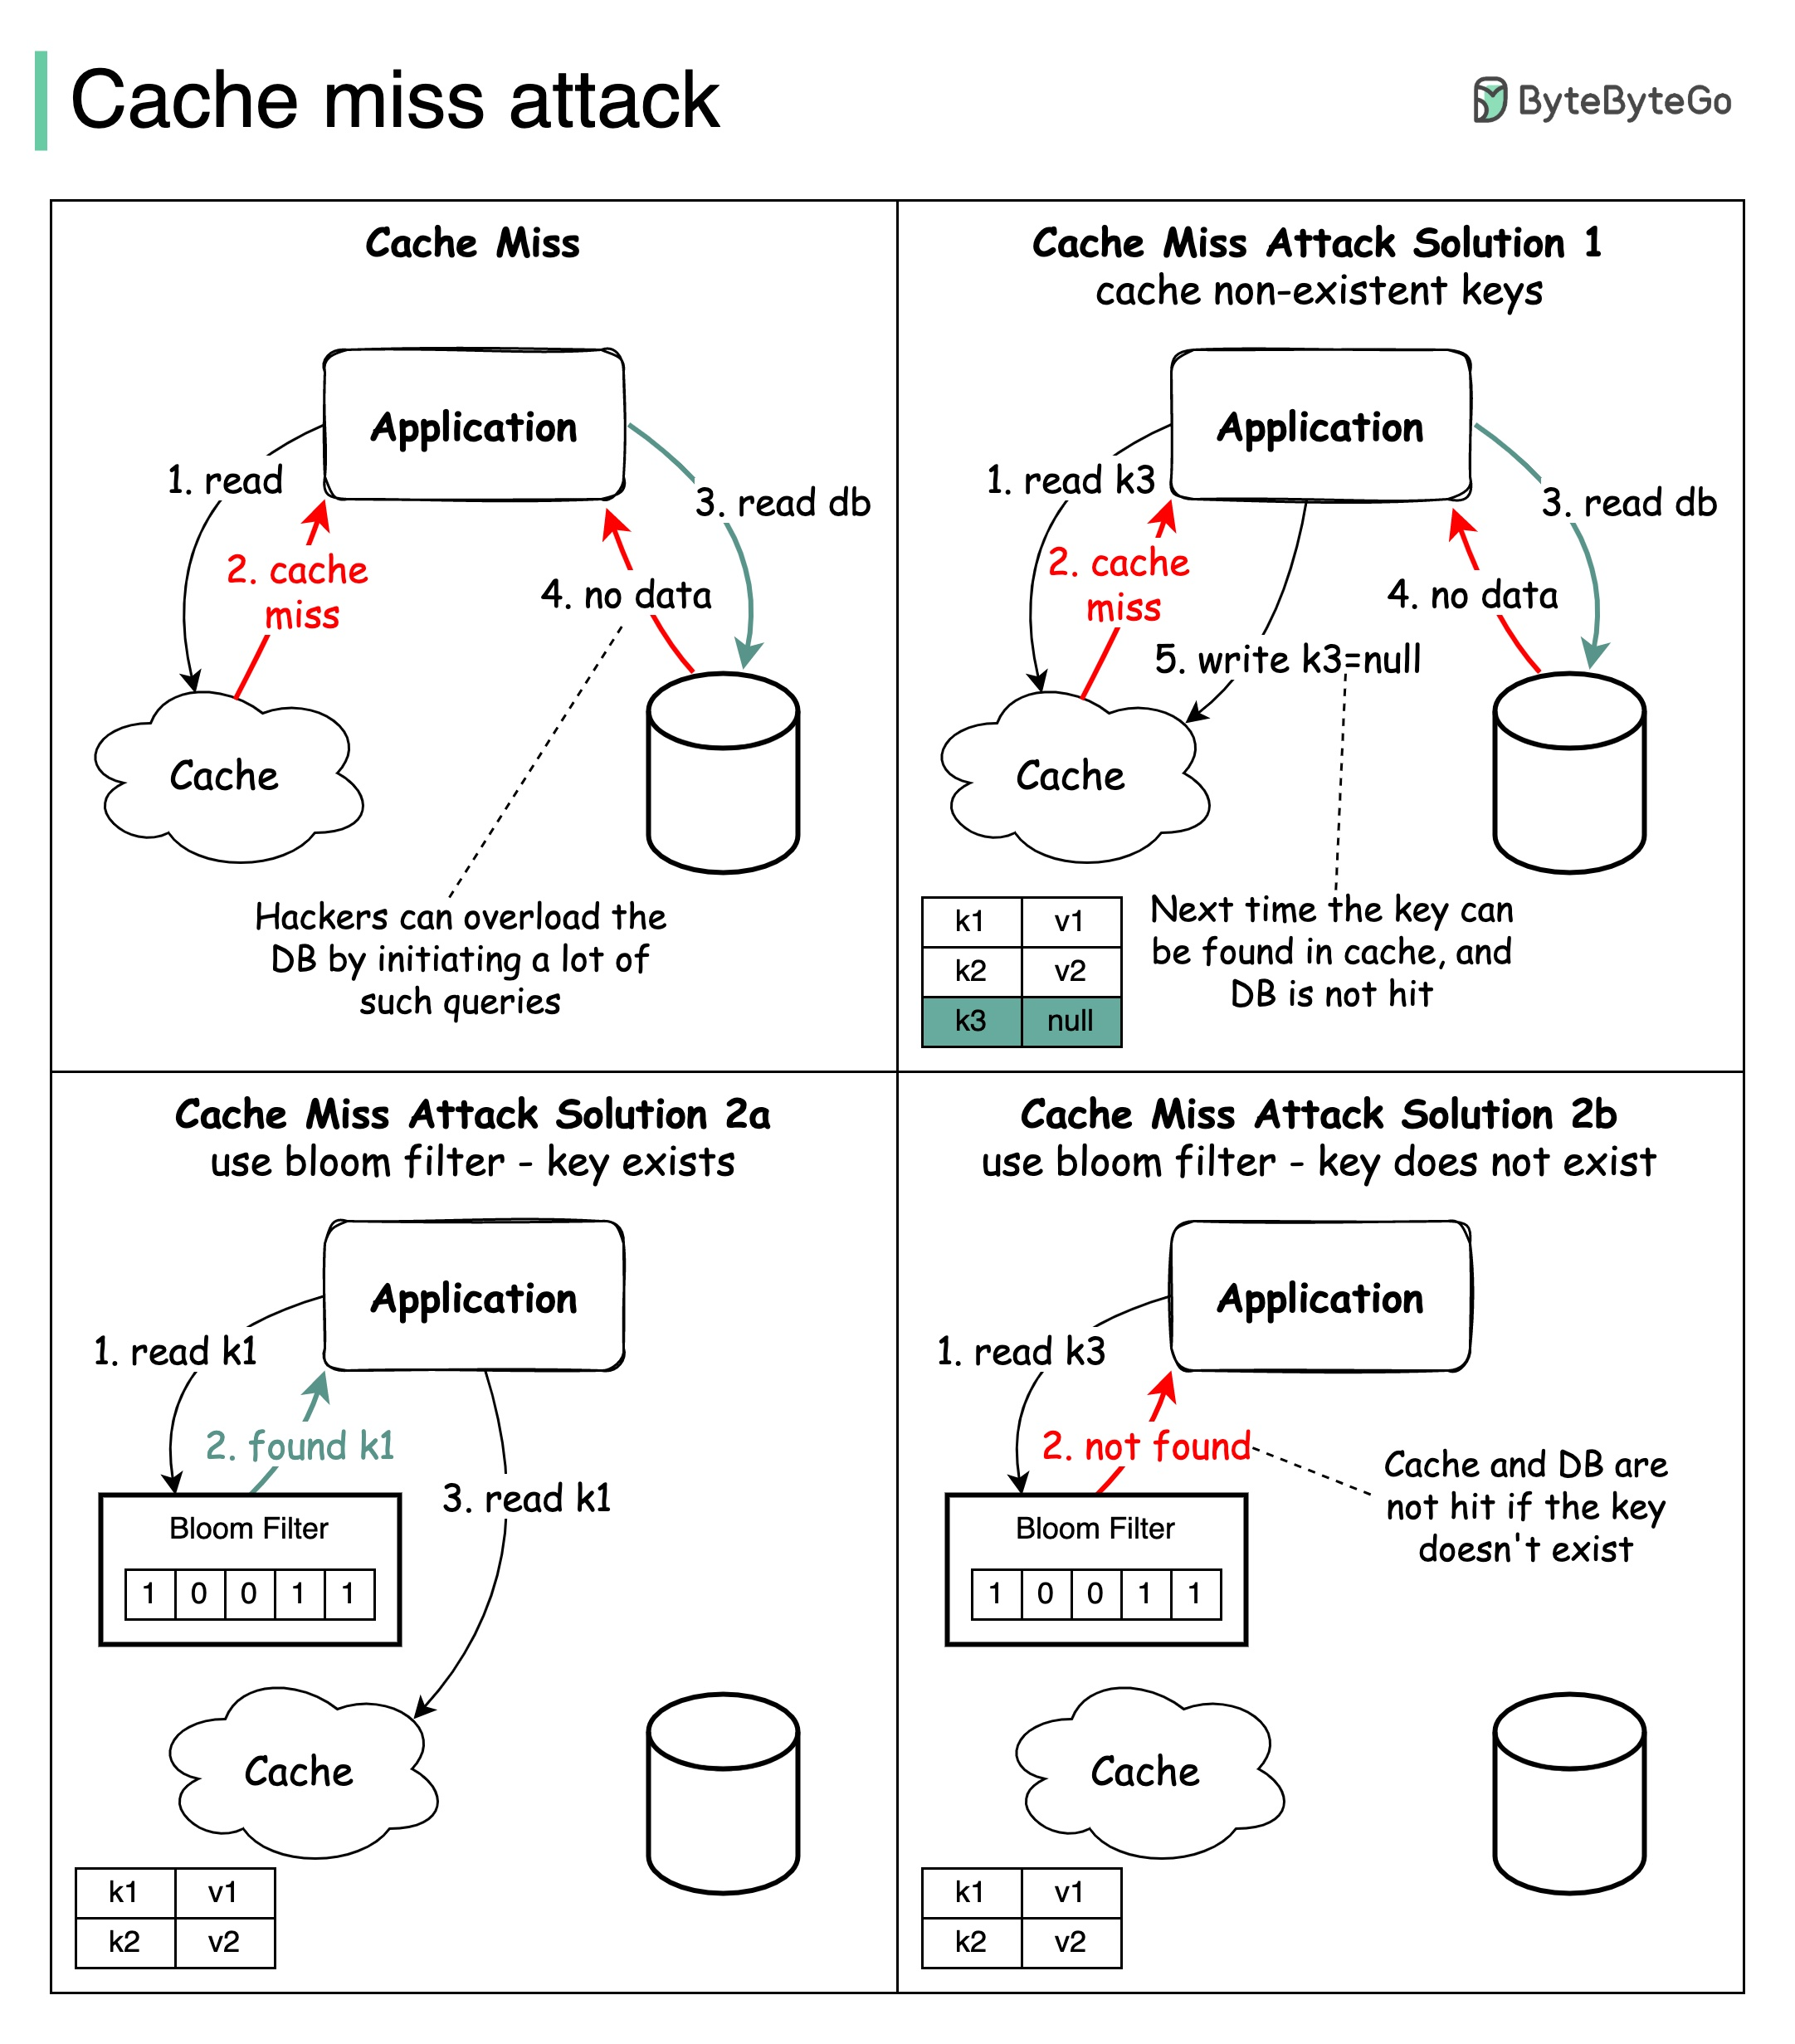 Cache miss attack
ByteByteGo
Cache Miss
Application
1. read
2. cache
miss
3. read db
4. no data
Cache
Hackers can overload the
DB by initiating a lot of
such queries
Cache Miss Attack Solution 1
cache non-existent keys
Application
1. read k3
2. cache
miss
3. read db
4. no data
5. write k3=null
Cache
k1 v1
k2 v2
k3 null
Next time the key can
be found in cache, and
DB is not hit
Cache Miss Attack Solution 2a
use bloom filter - key exists
Application
1. read k1
2. found k1
3. read k1
Bloom Filter
1 0 0 1 1
Cache
k1 v1
k2 v2
Cache Miss Attack Solution 2b
use bloom filter - key does not exist
Application
1. read k3
2. not found
Cache and DB are
not hit if the key
doesn't exist
Bloom Filter
1 0 0 1 1
Cache
k1 v1
k2 v2